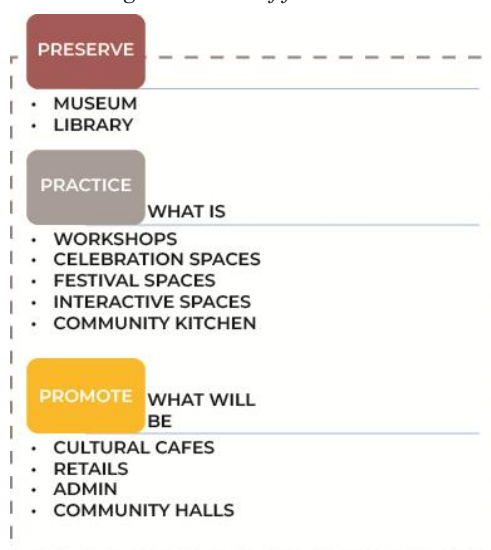 PRESERVE
• MUSEUM
• LIBRARY
PRACTICE
WHAT IS
• WORKSHOPS
• CELEBRATION SPACES
• FESTIVAL SPACES
• INTERACTIVE SPACES
• COMMUNITY KITCHEN
PROMOTE
WHAT WILL
BE
• CULTURAL CAFES
• RETAILS
• ADMIN
• COMMUNITY HALLS